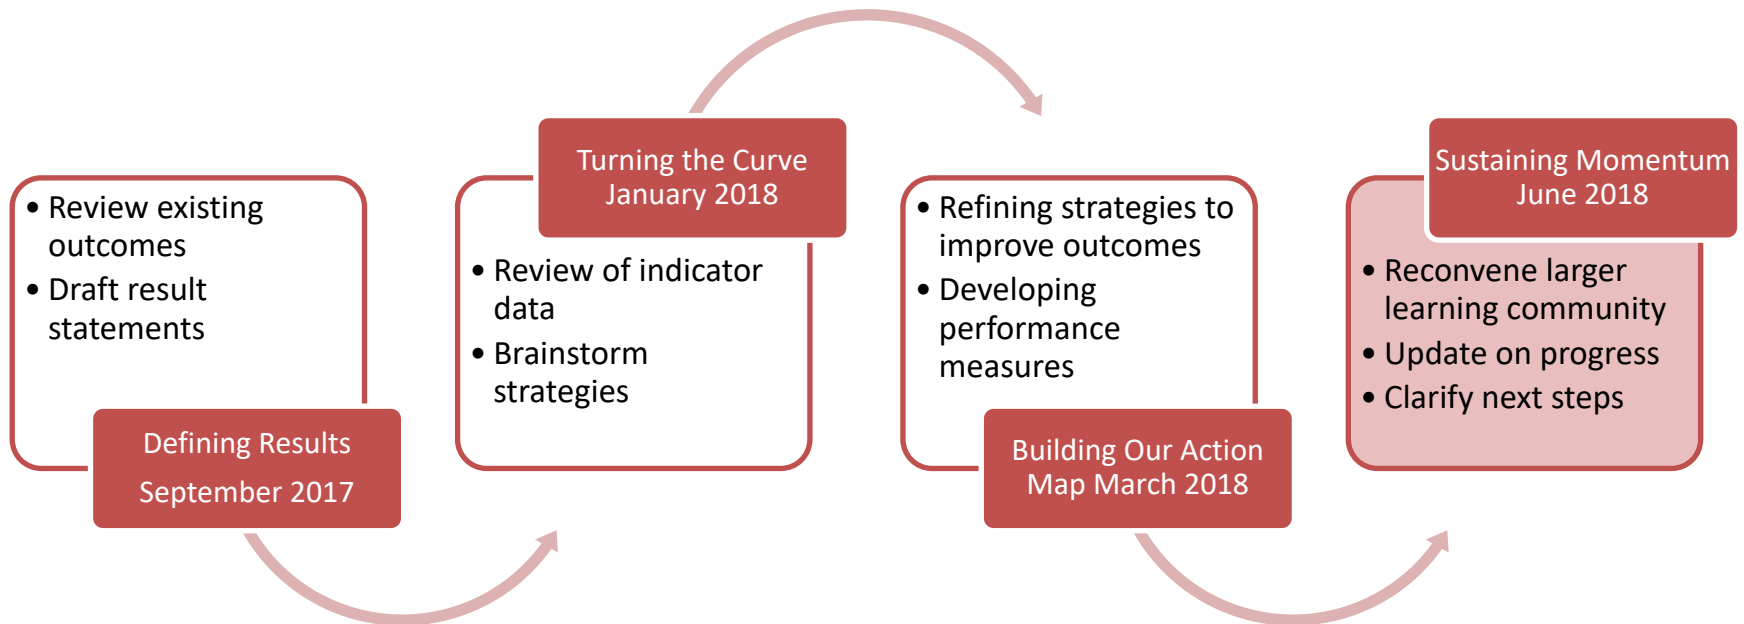 • Review existing
outcomes
• Draft result
statements
Defining Results
September 2017
Turning the Curve
January 2018
• Review of indicator
data
• Brainstorm
strategies
• Refining strategies to
improve outcomes
• Developing
performance
measures
Building Our Action
Map March 2018
Sustaining Momentum
June 2018
• Reconvene larger
learning community
• Update on progress
• Clarify next steps